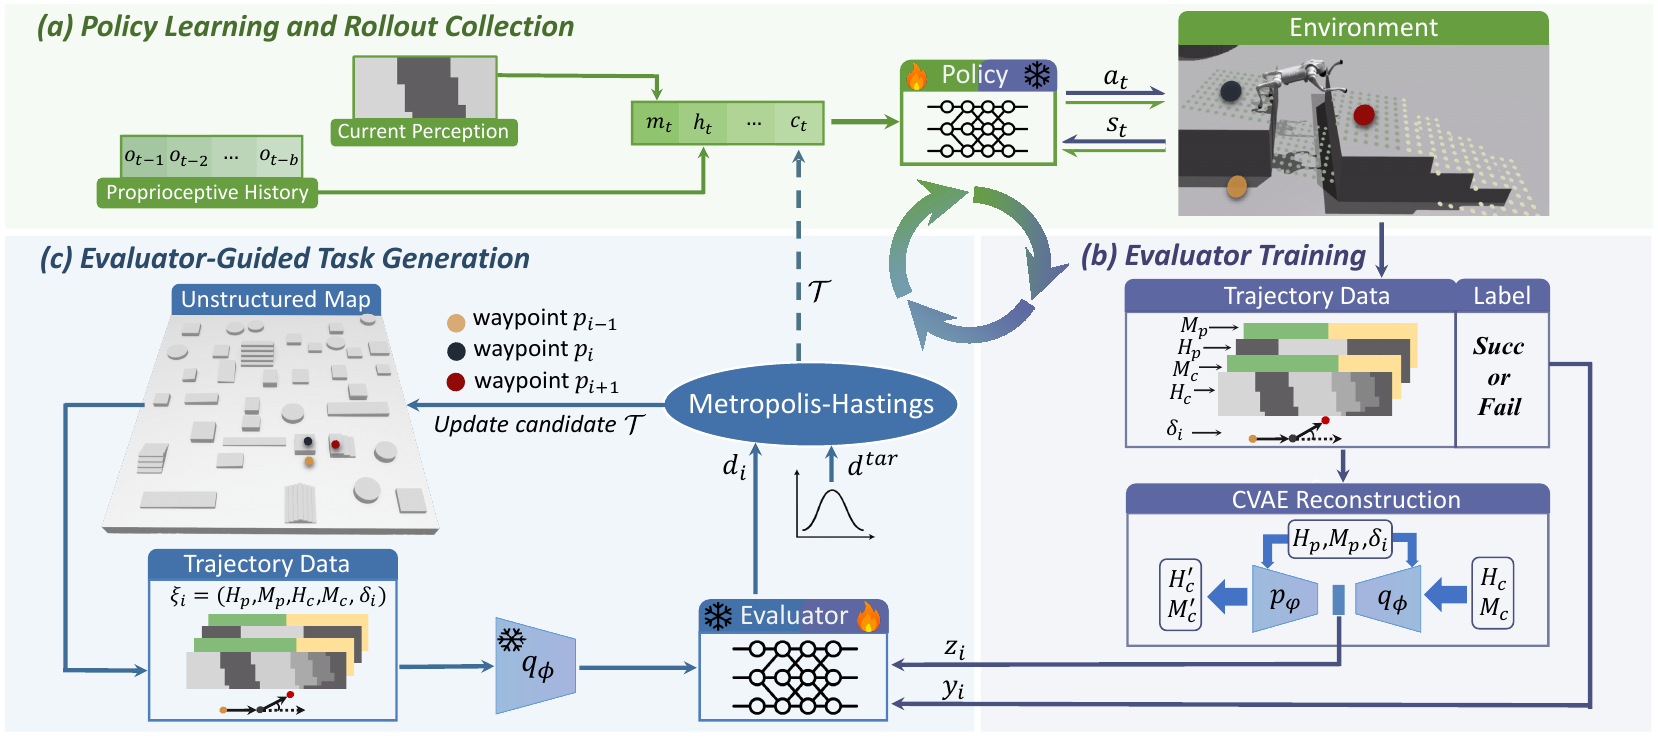 (a) Policy Learning and Rollout Collection
Current Perception
o_{t−1} o_{t−2} ... o_{t−b}
Proprioceptive History
m_t h_t ... c_t
Policy
a_t
s_t
Environment
(c) Evaluator-Guided Task Generation
Unstructured Map
waypoint p_{i−1}
waypoint p_i
waypoint p_{i+1}
Update candidate 𝒯
𝒯
Metropolis-Hastings
d_i
d^{tar}
Trajectory Data
ξ_i = (H_p,M_p,H_c,M_c, δ_i)
q_ϕ
Evaluator
(b) Evaluator Training
Trajectory Data
Label
M_p
H_p
M_c
H_c
δ_i
Succ
or
Fail
CVAE Reconstruction
H_p,M_p,δ_i
H′_c
M′_c
p_φ
q_ϕ
H_c
M_c
z_i
y_i